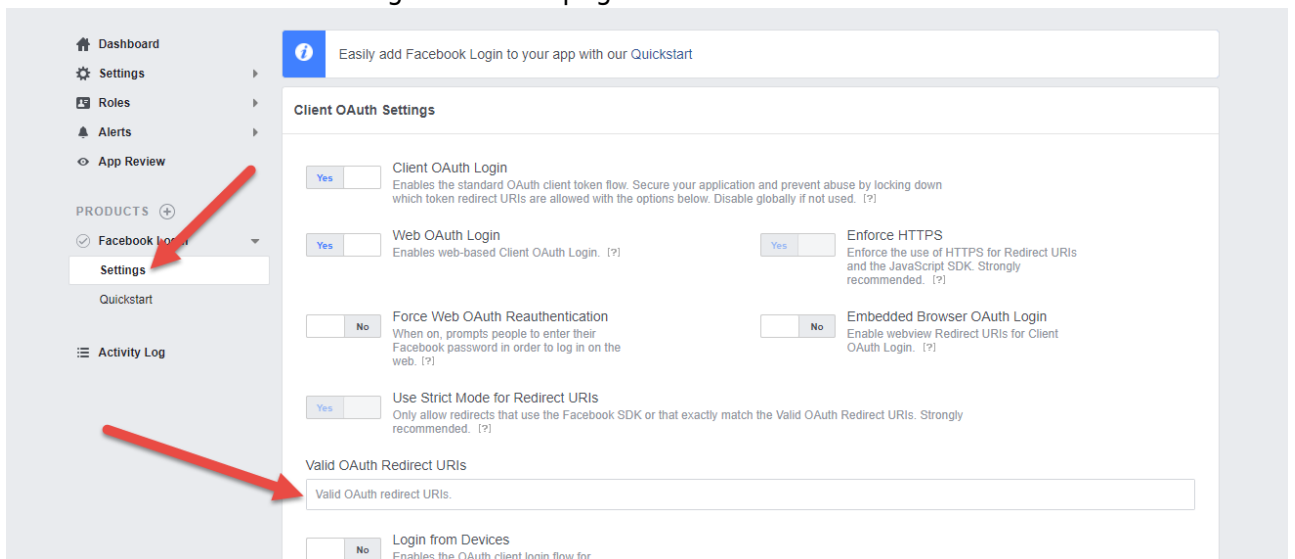 Dashboard
Settings
Roles
Alerts
App Review
PRODUCTS
Facebook
Settings
Quickstart
Activity Log
Easily add Facebook Login to your app with our Quickstart
Client OAuth Settings
Yes
Client OAuth Login
Enables the standard OAuth client token flow. Secure your application and prevent abuse by locking down
which token redirect URIs are allowed with the options below. Disable globally if not used. [?]
Yes
Web OAuth Login
Enables web-based Client OAuth Login. [?]
Yes
Enforce HTTPS
Enforce the use of HTTPS for Redirect URIs
and the JavaScript SDK. Strongly
recommended. [?]
No
Force Web OAuth Reauthentication
When on, prompts people to enter their
Facebook password in order to log in on the
web. [?]
No
Embedded Browser OAuth Login
Enable webview Redirect URIs for Client
OAuth Login. [?]
Yes
Use Strict Mode for Redirect URIs
Only allow redirects that use the Facebook SDK or that exactly match the Valid OAuth Redirect URIs. Strongly
recommended. [?]
Valid OAuth Redirect URIs
Valid OAuth redirect URIs.
No
Login from Devices
Enables the OAuth client login flow for